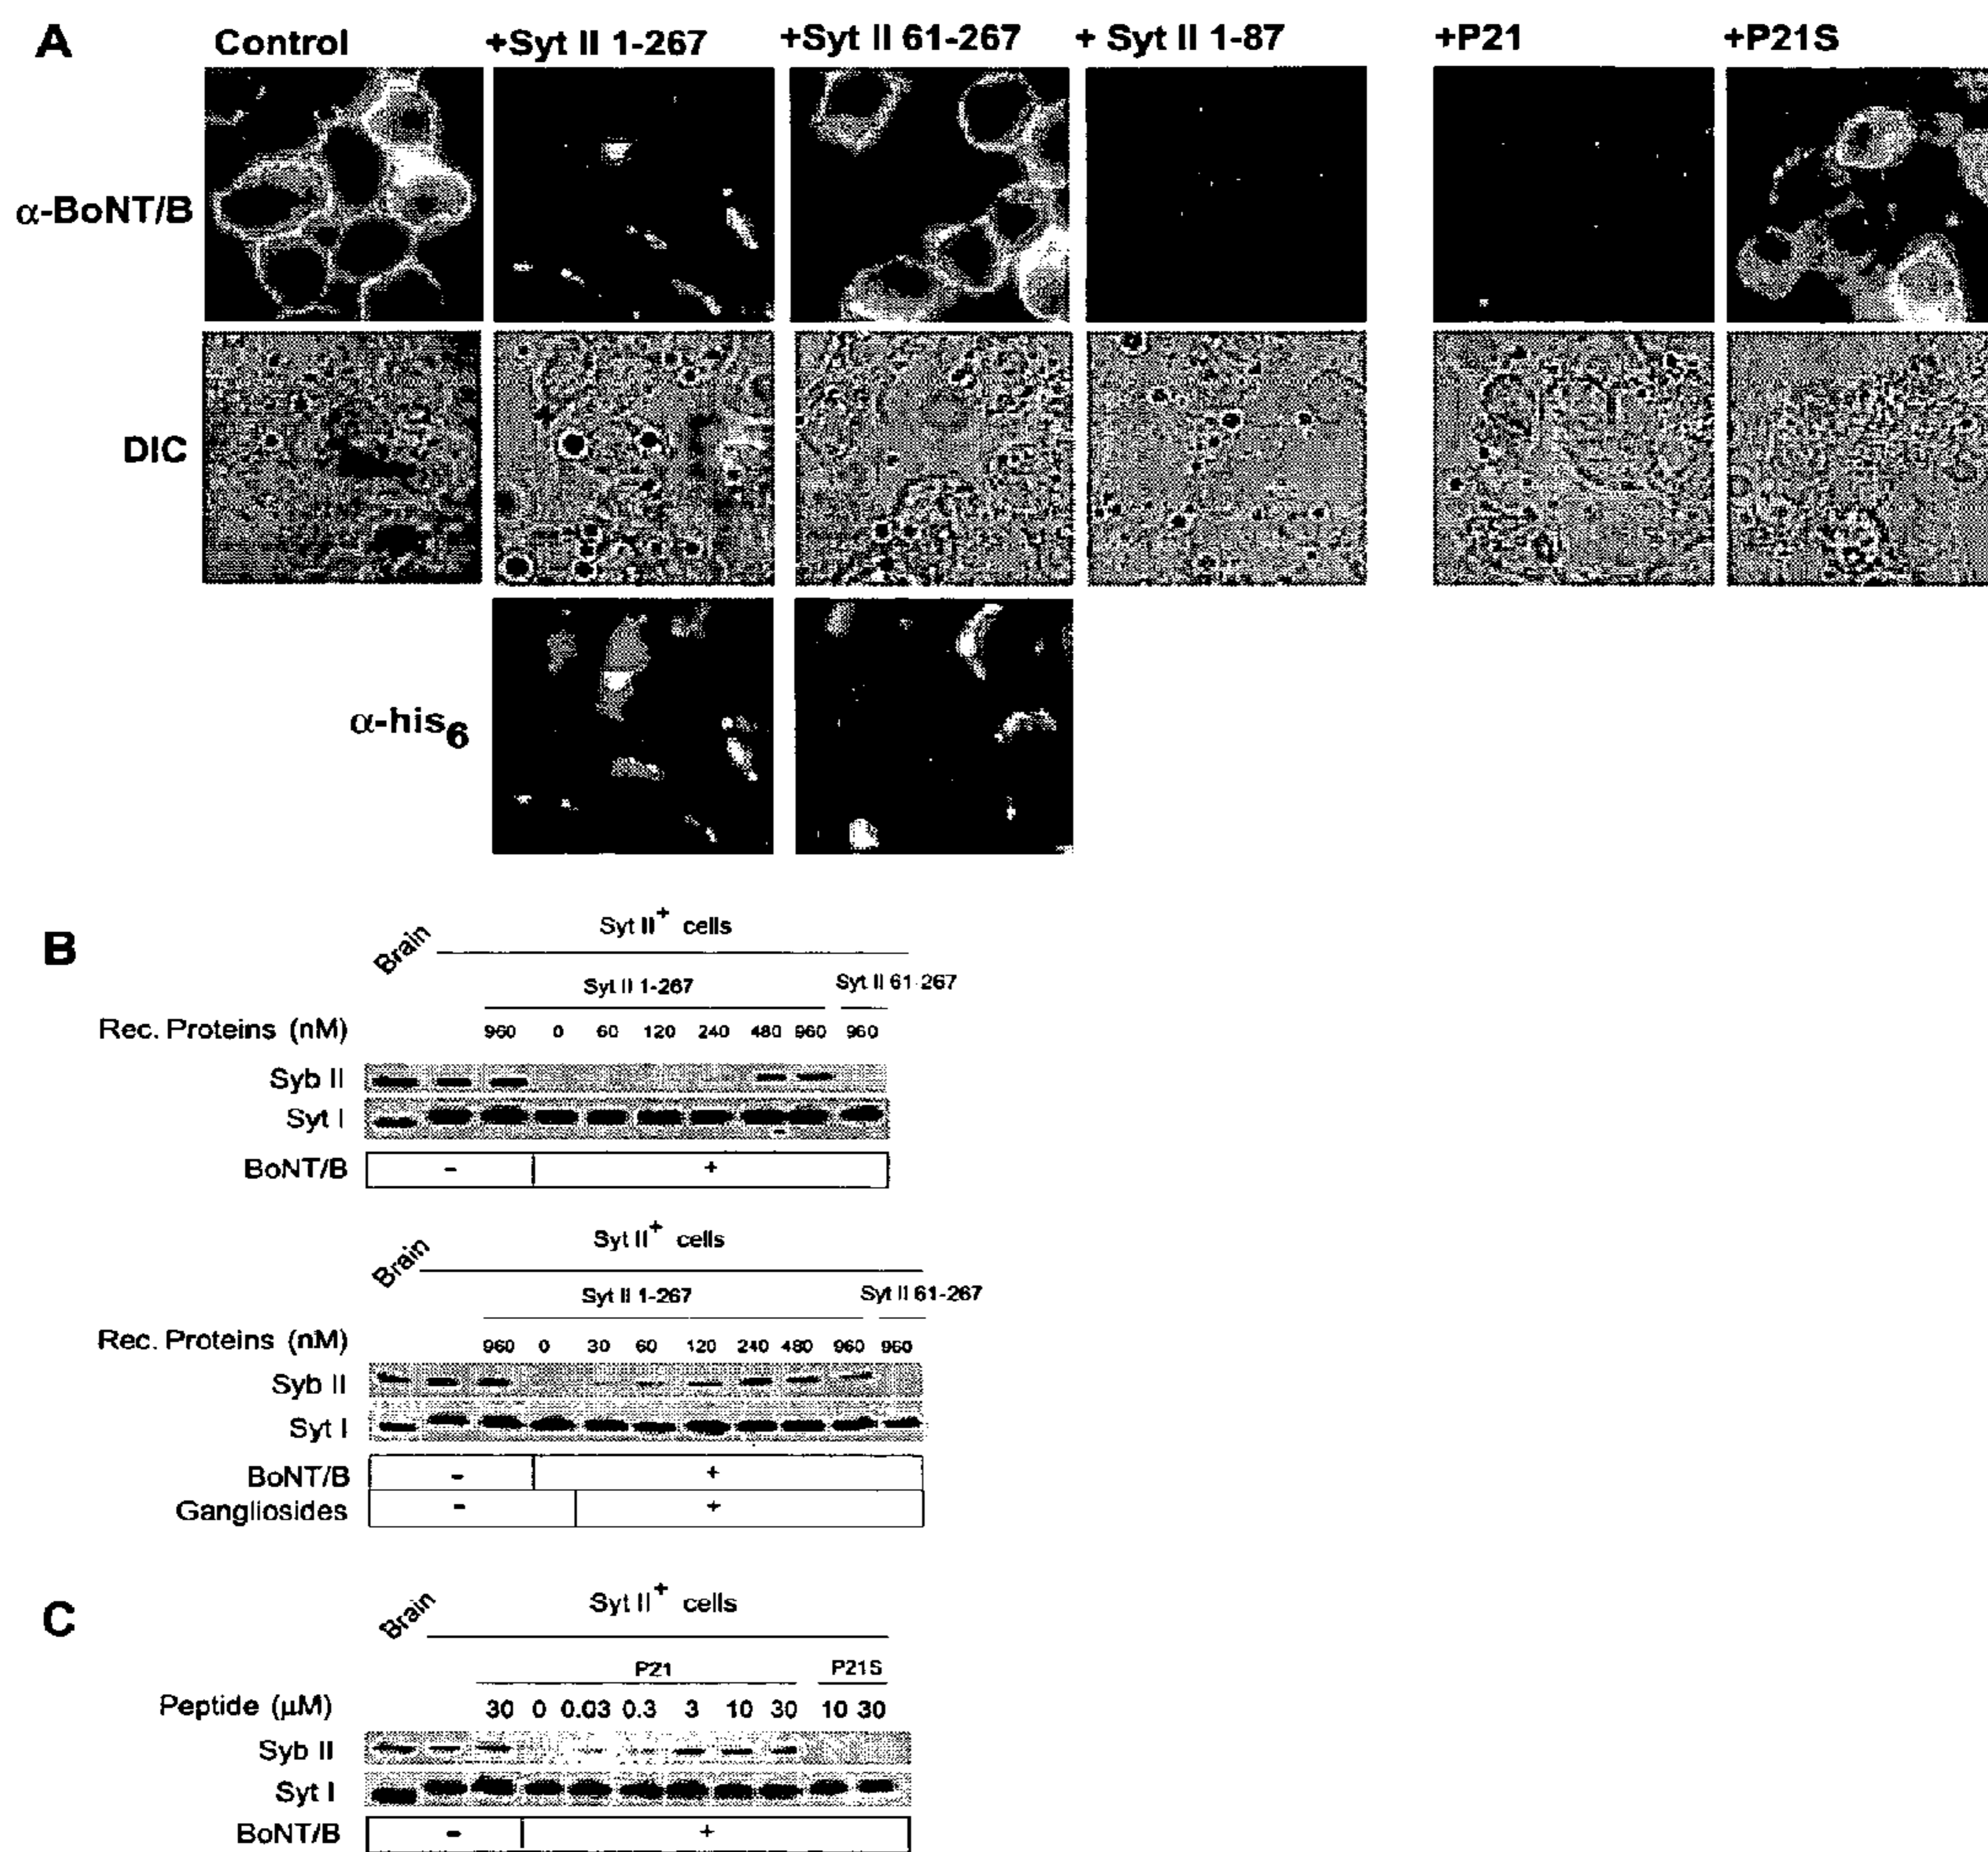 A
Control +Syt II 1-267 +Syt II 61-267 + Syt II 1-87 +P21 +P21S
α-BoNT/B
DIC
α-his6
B
Brain
Syt II+ cells
Syt II 1-267 Syt II 61-267
Rec. Proteins (nM) 960 0 60 120 240 480 960 960
Syb II
Syt I
BoNT/B - +
Brain
Syt II+ cells
Syt II 1-267 Syt II 61-267
Rec. Proteins (nM) 960 0 30 60 120 240 480 960 960
Syb II
Syt I
BoNT/B - +
Gangliosides - +
C
Brain
Syt II+ cells
P21 P21S
Peptide (μM) 30 0 0.03 0.3 3 10 30 10 30
Syb II
Syt I
BoNT/B - +